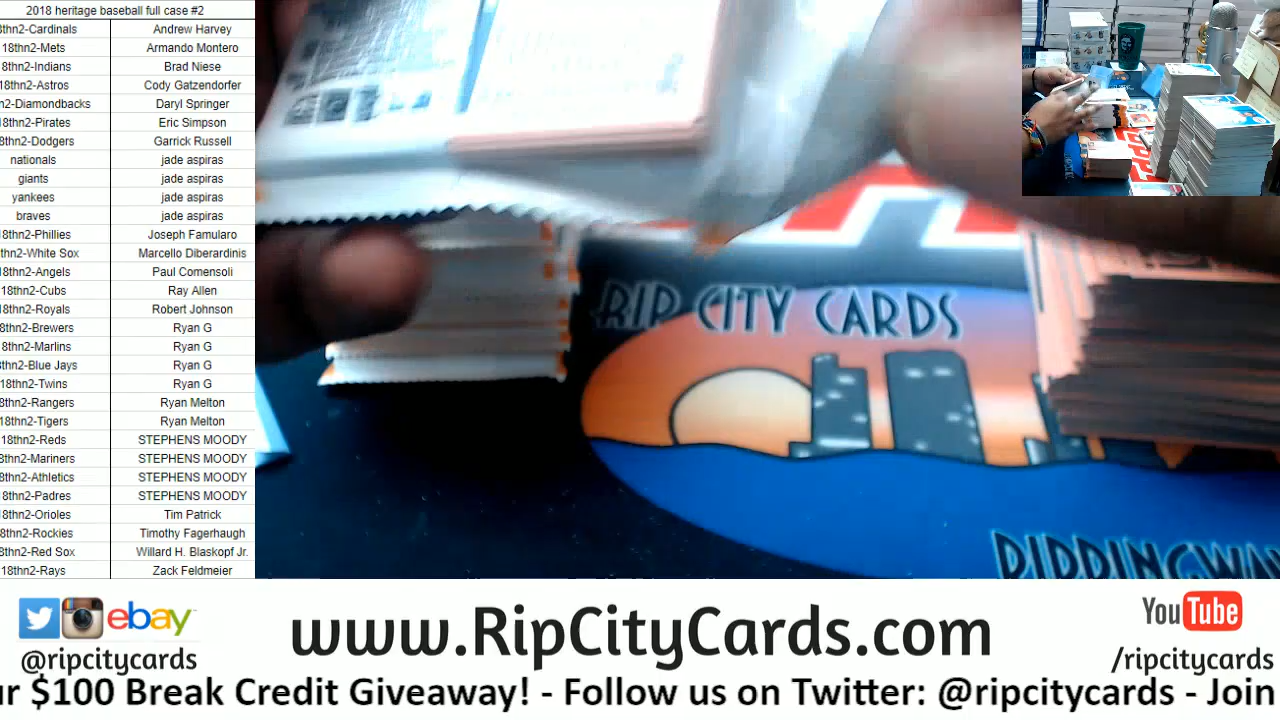 2018 heritage baseball full case #2
8thn2-Cardinals Andrew Harvey
18thn2-Mets Armando Montero
8thn2-Indians Brad Niese
18thn2-Astros Cody Gatzendorfer
n2-Diamondbacks Daryl Springer
18thn2-Pirates Eric Simpson
18thn2-Dodgers Garrick Russell
nationals jade aspiras
giants jade aspiras
yankees jade aspiras
braves jade aspiras
18thn2-Phillies Joseph Famularo
thn2-White Sox Marcello Diberardinis
18thn2-Angels Paul Comensoli
18thn2-Cubs Ray Allen
18thn2-Royals Robert Johnson
8thn2-Brewers Ryan G
18thn2-Marlins Ryan G
8thn2-Blue Jays Ryan G
18thn2-Twins Ryan G
8thn2-Rangers Ryan Melton
18thn2-Tigers Ryan Melton
18thn2-Reds STEPHENS MOODY
8thn2-Mariners STEPHENS MOODY
8thn2-Athletics STEPHENS MOODY
8thn2-Padres STEPHENS MOODY
18thn2-Orioles Tim Patrick
8thn2-Rockies Timothy Fagerhaugh
8thn2-Red Sox Willard H. Blaskopf Jr.
18thn2-Rays Zack Feldmeier
RIP CITY CARDS
RIPPINGWA
ebay
@ripcitycards
www.RipCityCards.com
YouTube
/ripcitycards
ur $100 Break Credit Giveaway! - Follow us on Twitter: @ripcitycards - Join